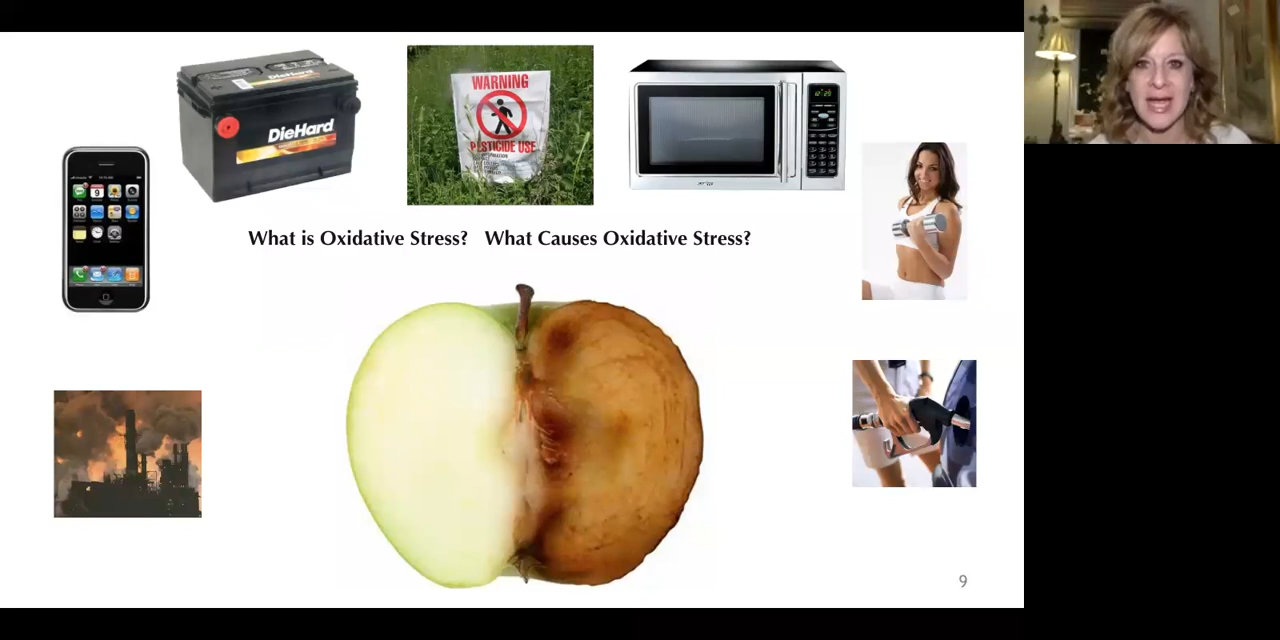 DieHard
WARNING
PESTICIDE USE
What is Oxidative Stress?   What Causes Oxidative Stress?
9